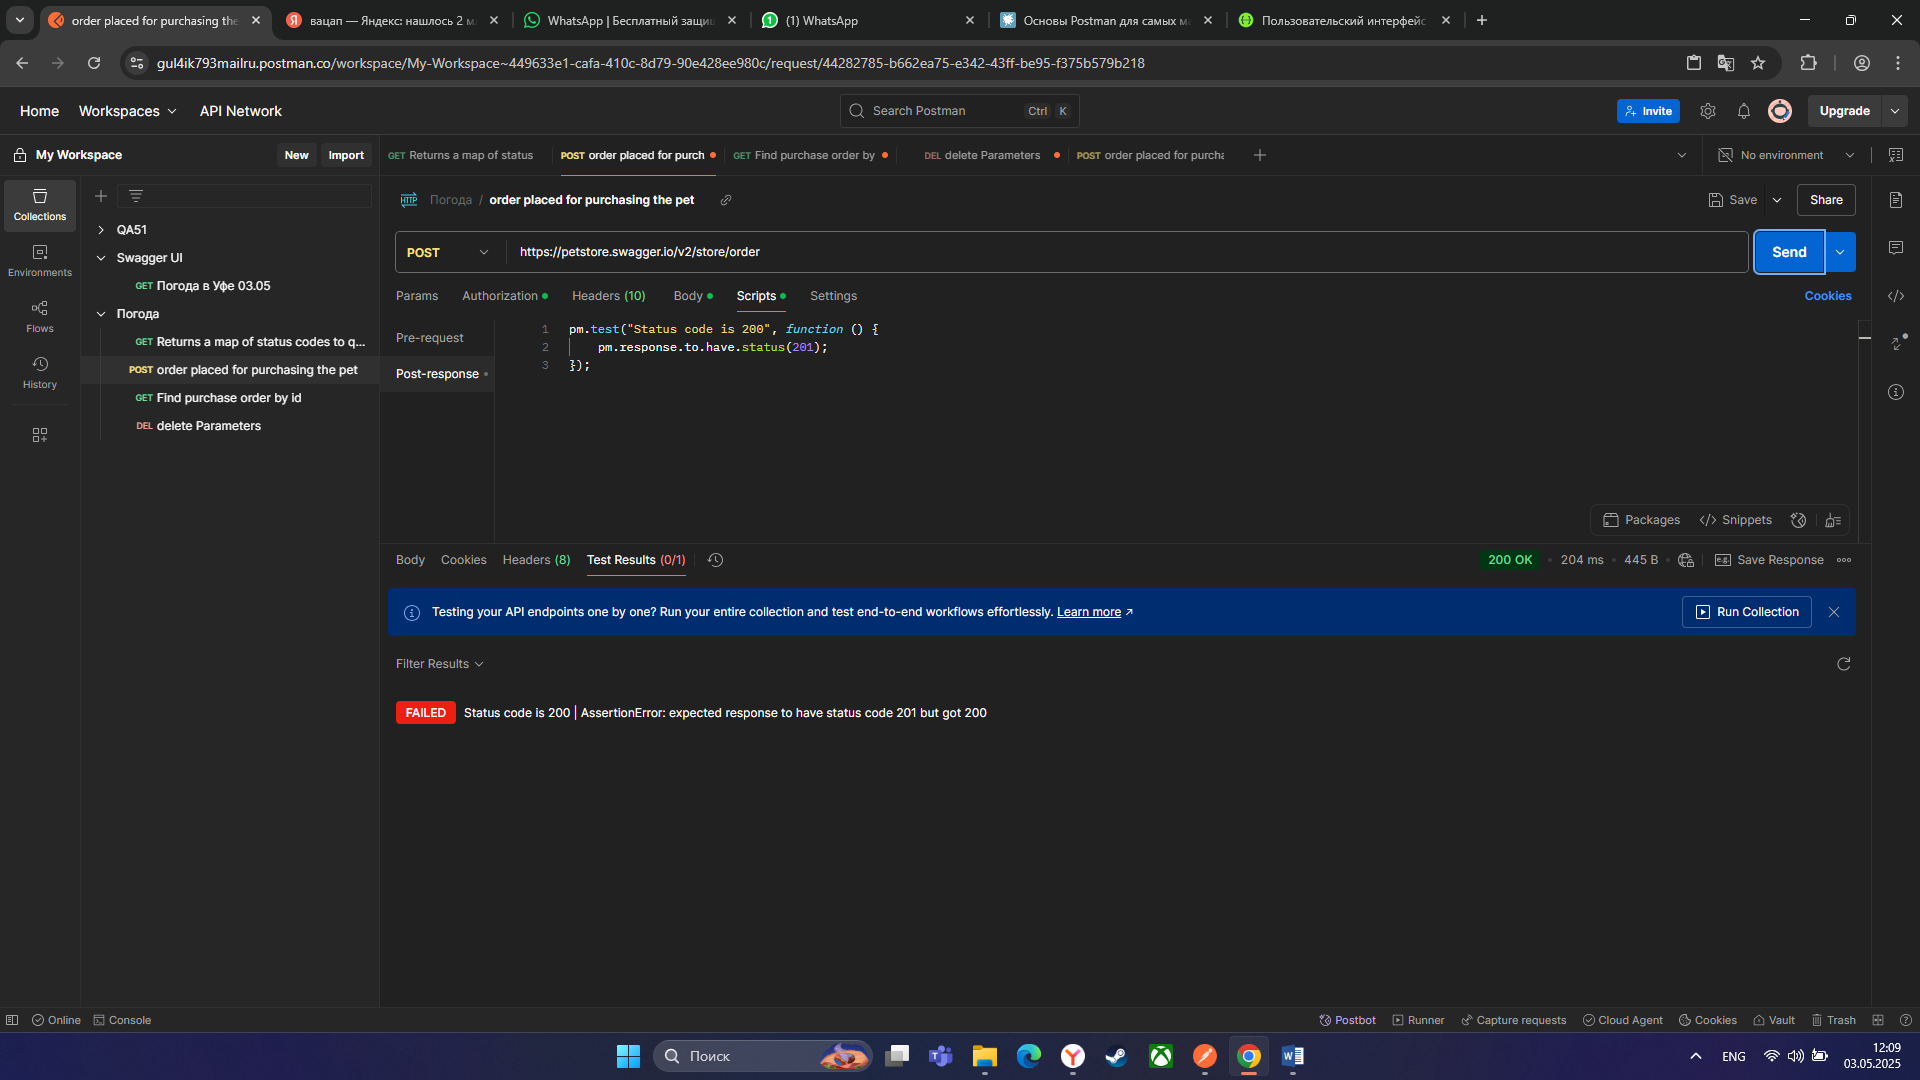 order placed for purchasing the
вацап — Яндекс: нашлось 2 м
WhatsApp | Бесплатный защи
(1) WhatsApp
Основы Postman для самых м
Пользовательский интерфейс
gul4ik793mailru.postman.co/workspace/My-Workspace~449633e1-cafa-410c-8d79-90e428ee980c/request/44282785-b662ea75-e342-43ff-be95-f375b579b218
Home Workspaces API Network
Search Postman Ctrl K
Invite Upgrade
My Workspace New Import
GET Returns a map of status POST order placed for purch GET Find purchase order by DEL delete Parameters POST order placed for purcha
No environment
Collections
Environments
Flows
History
QA51
Swagger UI
GET Погода в Уфе 03.05
Погода
GET Returns a map of status codes to q...
POST order placed for purchasing the pet
GET Find purchase order by id
DEL delete Parameters
HTTP Погода / order placed for purchasing the pet
Save Share
POST https://petstore.swagger.io/v2/store/order
Send
Params Authorization Headers (10) Body Scripts Settings Cookies
Pre-request
Post-response
1 pm.test("Status code is 200", function () {
2 pm.response.to.have.status(201);
3 });
Packages Snippets
Body Cookies Headers (8) Test Results (0/1)
200 OK 204 ms 445 B e.g. Save Response
Testing your API endpoints one by one? Run your entire collection and test end-to-end workflows effortlessly. Learn more
Run Collection
Filter Results
FAILED Status code is 200 | AssertionError: expected response to have status code 201 but got 200
Online Console
Postbot Runner Capture requests Cloud Agent Cookies Vault Trash
Поиск
ENG
12:09
03.05.2025